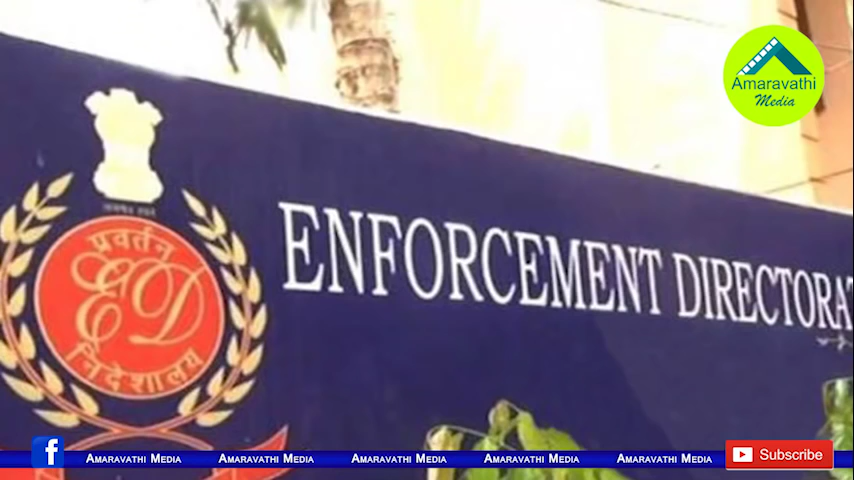 Amaravathi
Media
प्रवर्तन
ED
निदेशालय
ENFORCEMENT DIRECTORAT
AMARAVATHI MEDIA AMARAVATHI MEDIA AMARAVATHI MEDIA AMARAVATHI MEDIA AMARAVATHI MEDIA
Subscribe